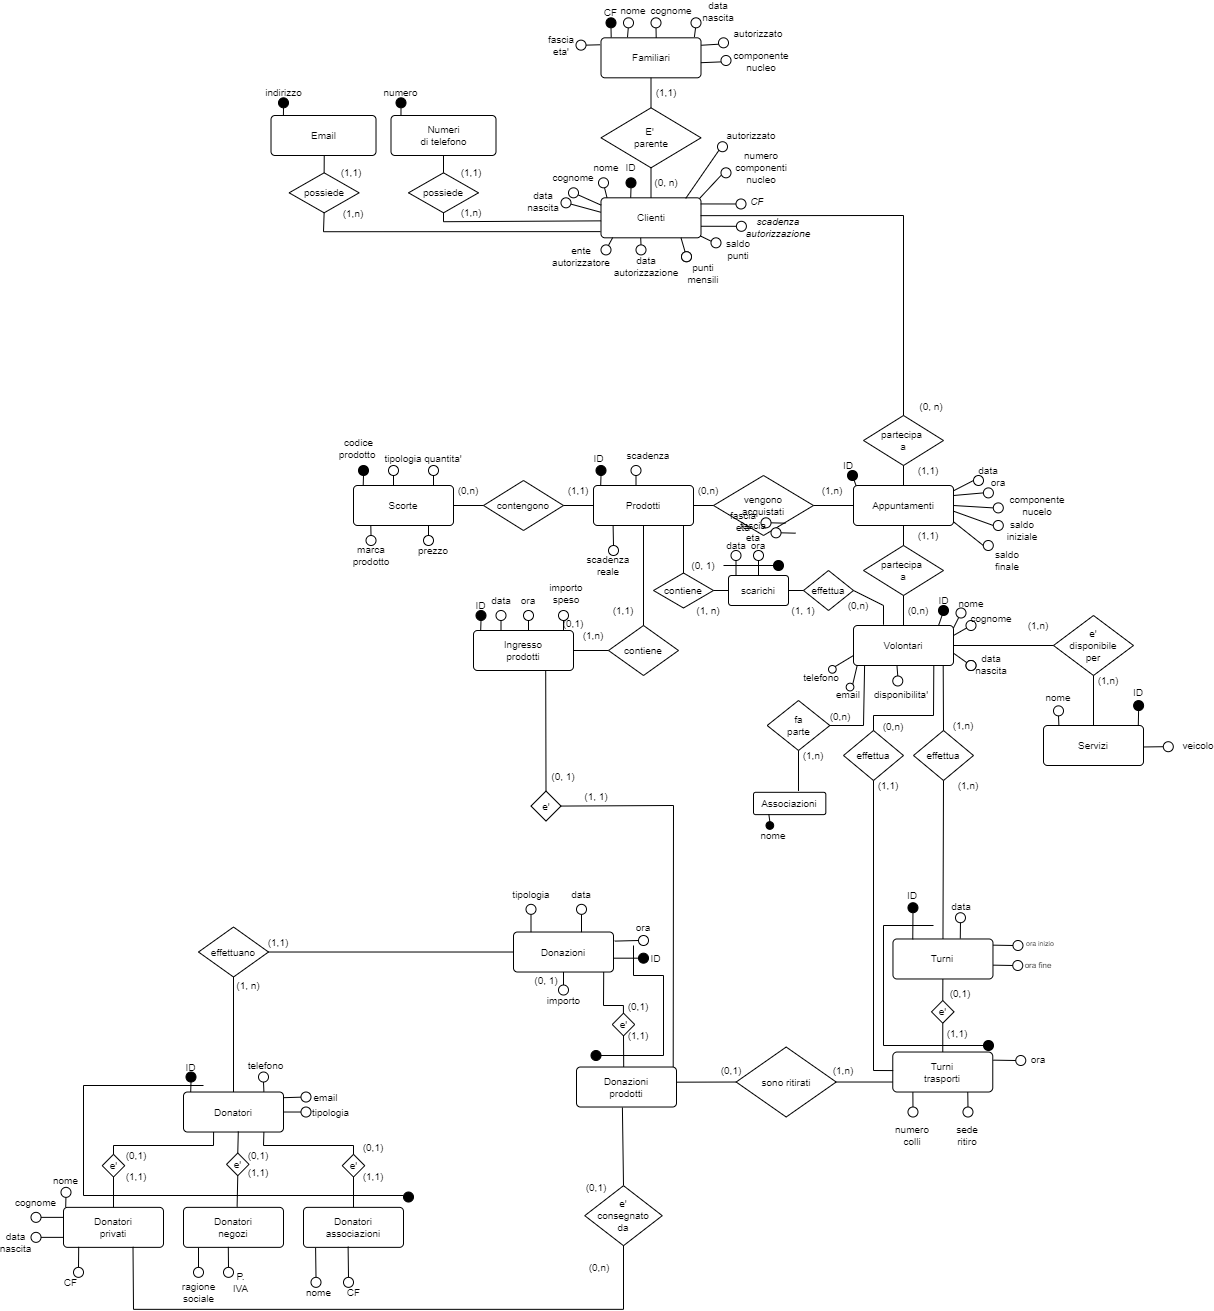 CF
nome
cognome
data
nascita
fascia
eta'
autorizzato
Familiari
componente
nucleo
(1,1)
indirizzo
numero
Email
Numeri
di telefono
E'
parente
autorizzato
(1,1)
(1,1)
numero
componenti
nucleo
possiede
possiede
cognome
nome
ID
(0, n)
data
nascita
CF
(1,n)
(1,n)
Clienti
scadenza
autorizzazione
ente
autorizzatore
data
autorizzazione
saldo
punti
punti
mensili
(0, n)
codice
prodotto
partecipa
a
tipologia
quantita'
ID
scadenza
ID
(1,1)
data
ora
(0,n)
(1,1)
(0,n)
(1,n)
Scorte
contengono
Prodotti
vengono
acquistati
Appuntamenti
componente
nucelo
fascia
eta'
fascia
eta
saldo
iniziale
marca
prodotto
prezzo
scadenza
reale
data
ora
(1,1)
saldo
finale
(0, 1)
partecipa
a
contiene
scarichi
effettua
importo
speso
ID
data
ora
(0,1)
(1,1)
(1, n)
(1, 1)
(0,n)
(0,n)
ID
nome
cognome
Ingresso
prodotti
(1,n)
contiene
Volontari
(1,n)
e'
disponibile
per
data
nascita
telefono
email
disponibilita'
(1,n)
nome
ID
fa
parte
(0,n)
(0,n)
(1,n)
Servizi
veicolo
(1,n)
effettua
effettua
(0, 1)
(1,1)
(1,n)
e'
(1, 1)
Associazioni
nome
tipologia
data
ID
data
ora
effettuano
(1,1)
Donazioni
ID
Turni
ora inizio
ora fine
(1, n)
(0, 1)
importo
(0,1)
(0,1)
e'
(1,1)
e'
(1,1)
ID
telefono
Donazioni
prodotti
(0,1)
sono ritirati
(1,n)
Turni
trasporti
ora
email
Donatori
tipologia
numero
colli
sede
ritiro
(0,1)
(0,1)
(0,1)
e'
e'
e'
(1,1)
(1,1)
(1,1)
nome
cognome
(0,1)
Donatori
privati
Donatori
negozi
Donatori
associazioni
e'
consegnato
da
data
nascita
CF
ragione
sociale
P.
IVA
nome
CF
(0,n)